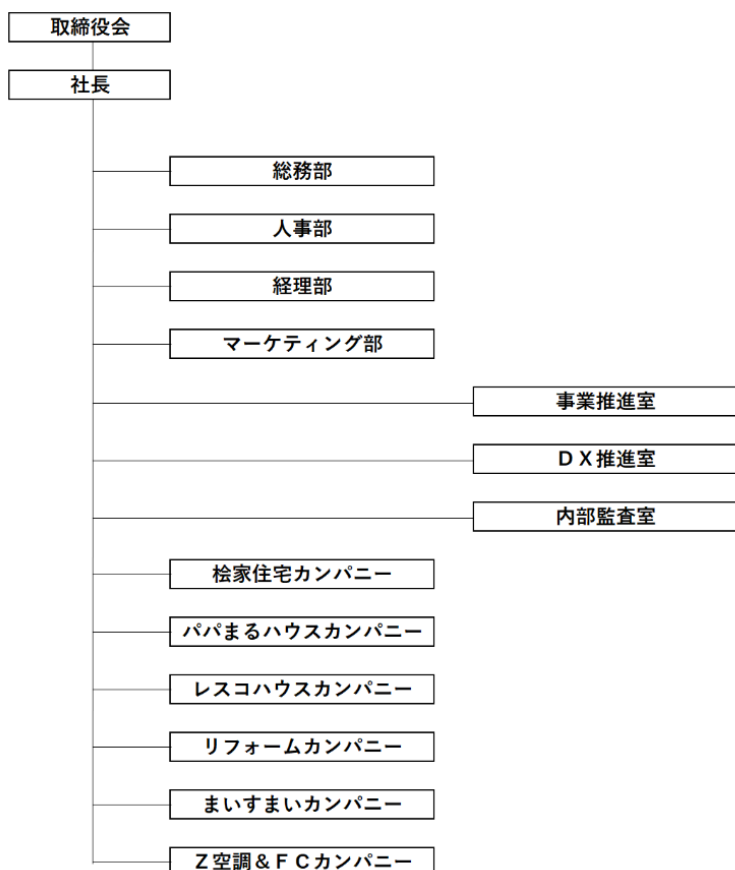 取締役会
社長
総務部
人事部
経理部
マーケティング部
事業推進室
ＤＸ推進室
内部監査室
桧家住宅カンパニー
パパまるハウスカンパニー
レスコハウスカンパニー
リフォームカンパニー
まいすまいカンパニー
Ｚ空調＆ＦＣカンパニー